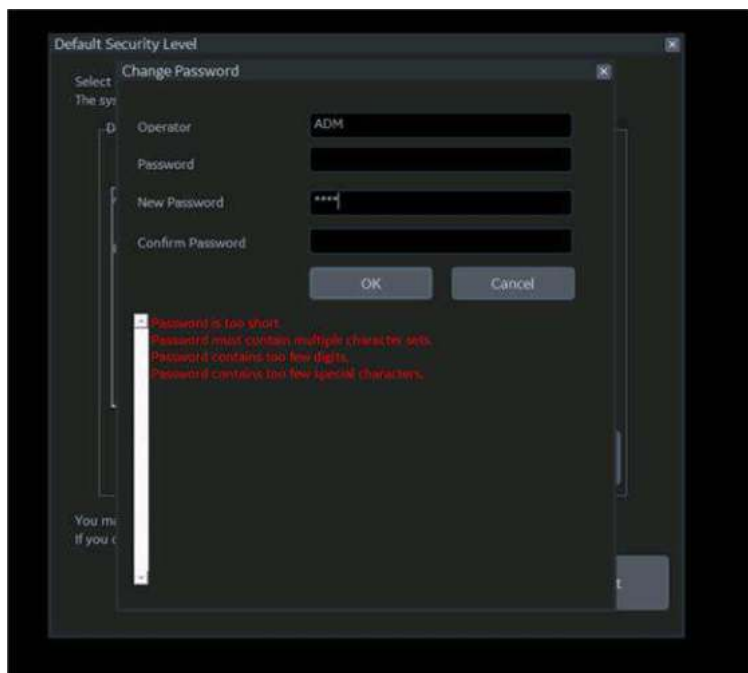 Default Security Level
Change Password
Select
The sys
D
Operator
ADM
Password
New Password
****
Confirm Password
OK
Cancel
Password is too short.
Password must contain multiple character sets.
Password contains too few digits.
Password contains too few special characters.
You ma
If you c
t